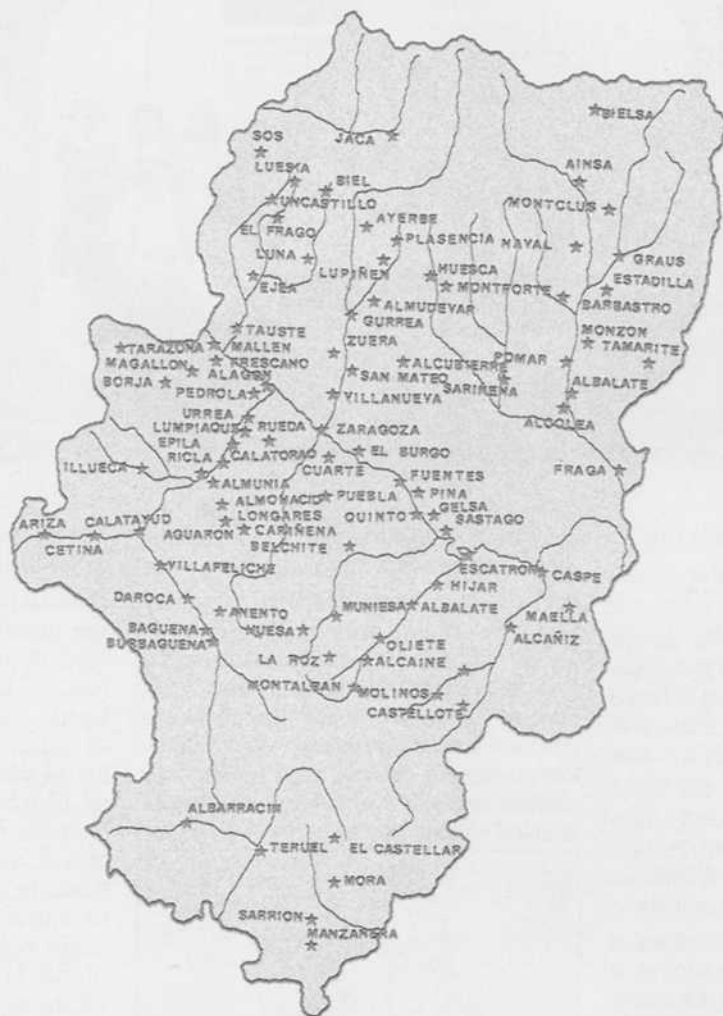 BIELSA
SOS
JACA
LUESIA
AINSA
BIEL
UNCASTILLO
MONTCLUS
AYERBE
EL FRAGO
PLASENCIA
NAVAL
LUNA
LUPIÑEN
GRAUS
HUESCA
EJEA
MONTFORTE
ESTADILLA
ALMUDEVAR
BARBASTRO
GURREA
TAUSTE
MONZON
TARAZONA
MALLEN
ZUERA
TAMARITE
MAGALLON
FRESCANO
ALCUBIERRE
POMAR
BORJA
ALAGON
SAN MATEO
SARIÑENA
ALBALATE
PEDROLA
VILLANUEVA
URREA
ALCOLEA
LUMPIAQUE
RUEDA
ZARAGOZA
EPILA
CALATORAO
EL BURGO
ILLUECA
RICLA
CUARTE
FRAGA
ALMUNIA
FUENTES
ALMONACID
PUEBLA
PINA
LONGARES
GELSA
ARIZA
CALATAYUD
QUINTO
AGUARON
CARIÑENA
SASTAGO
CETINA
BELCHITE
VILLAFELICHE
ESCATRON
CASPE
HIJAR
DAROCA
ANENTO
MUNIESA
ALBALATE
MAELLA
BAGUENA
HUESA
BURBAGUENA
OLIETE
ALCAÑIZ
LA HOZ
ALCAINE
MONTALBAN
MOLINOS
CASTELLOTE
ALBARRACIN
TERUEL
EL CASTELLAR
MORA
SARRION
MANZANERA